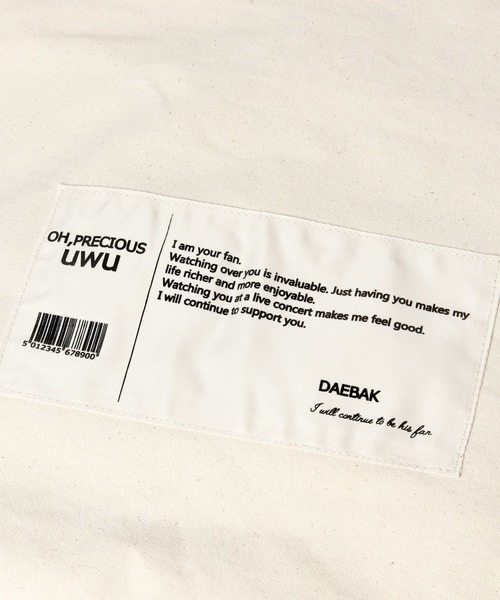 OH,PRECIOUS
uwu
5 012345 678900
I am your fan.
Watching over you is invaluable. Just having you makes my
life richer and more enjoyable.
Watching you at a live concert makes me feel good.
I will continue to support you.
DAEBAK
I will continue to be his fan.